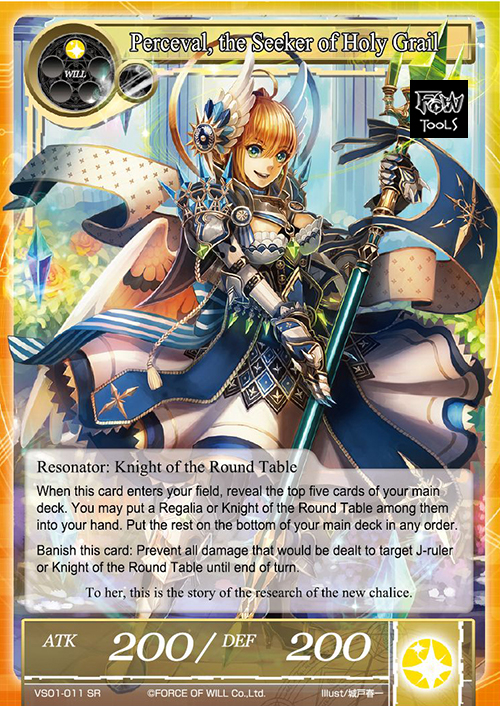 Perceval, the Seeker of Holy Grail
WILL
FOW
TOOLS
Resonator: Knight of the Round Table
When this card enters your field, reveal the top five cards of your main
deck. You may put a Regalia or Knight of the Round Table among them
into your hand. Put the rest on the bottom of your main deck in any order.
Banish this card: Prevent all damage that would be dealt to target J-ruler
or Knight of the Round Table until end of turn.
To her, this is the story of the research of the new chalice.
ATK 200 / DEF 200
VS01-011 SR ©FORCE OF WILL Co.,Ltd. Illust/城戸春一